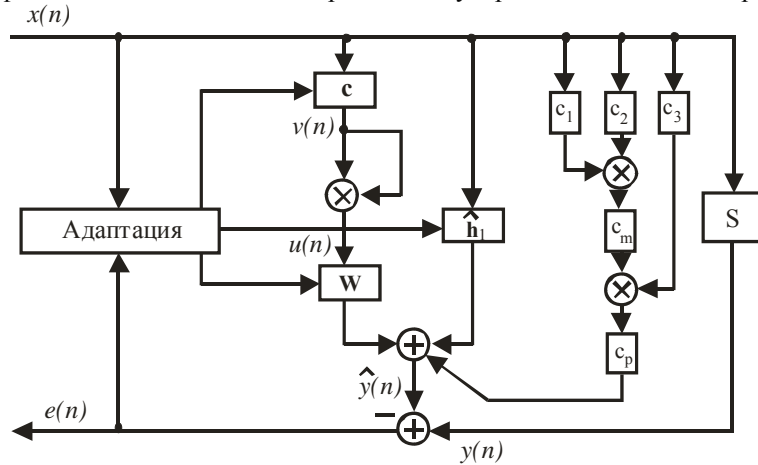 x(n)
c
c1 c2 c3
v(n)
×
×
S
Адаптация
ĥ1
u(n)
cm
w
×
+
cp
ŷ(n)
e(n)
−
+
y(n)